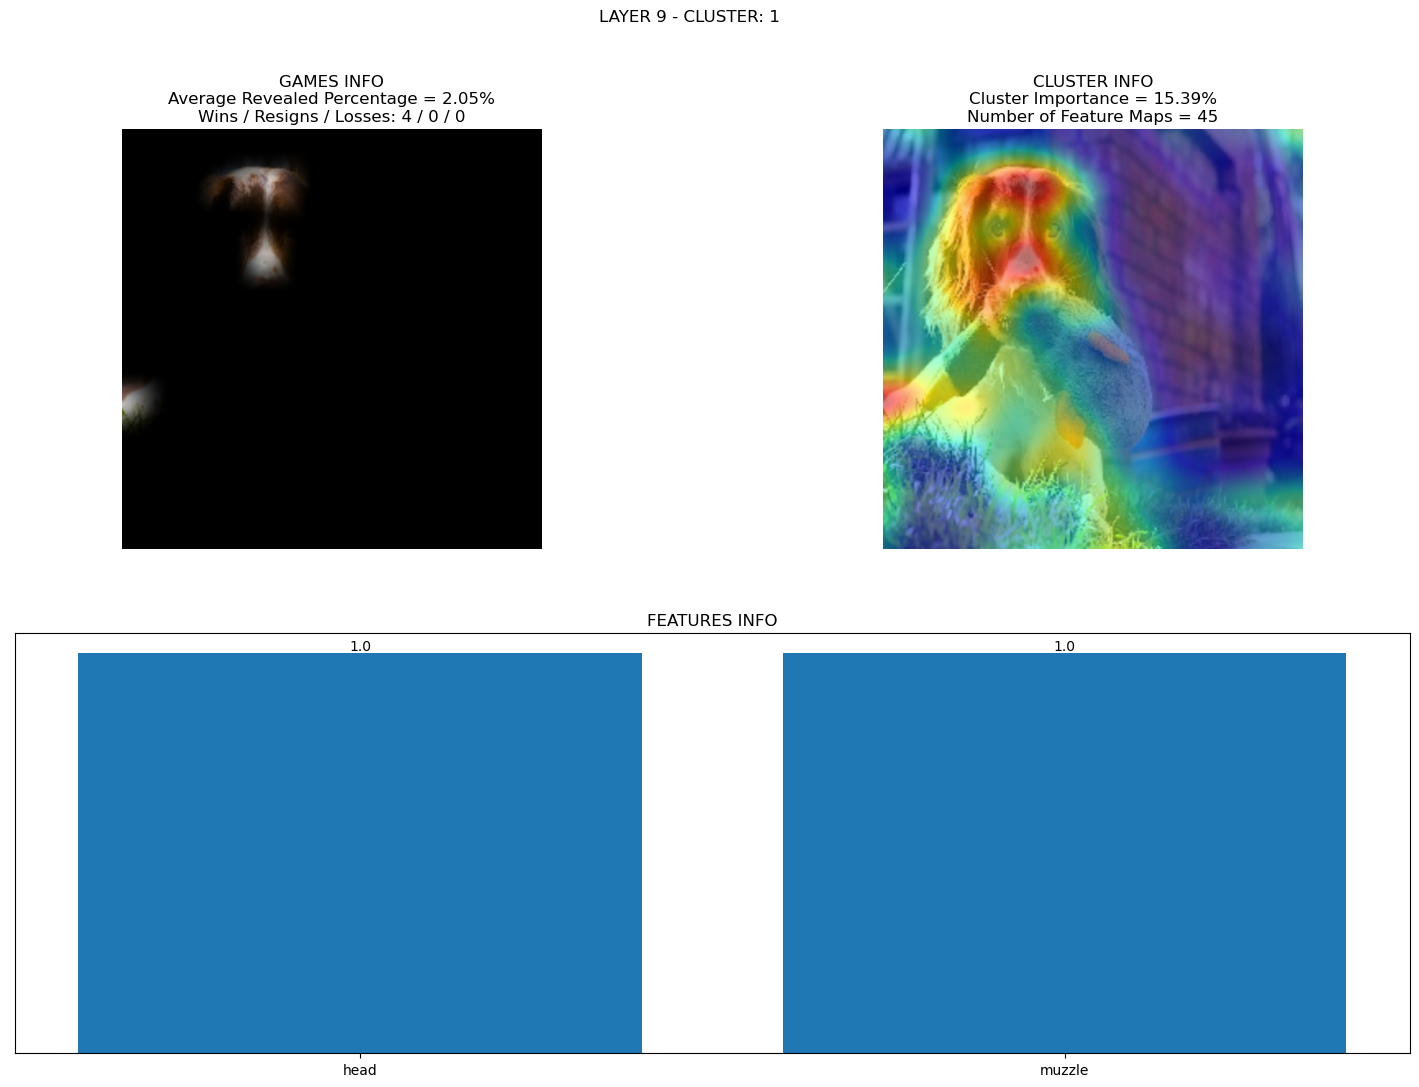 LAYER 9 - CLUSTER: 1
GAMES INFO
Average Revealed Percentage = 2.05%
Wins / Resigns / Losses: 4 / 0 / 0
CLUSTER INFO
Cluster Importance = 15.39%
Number of Feature Maps = 45
FEATURES INFO
1.0
1.0
head
muzzle